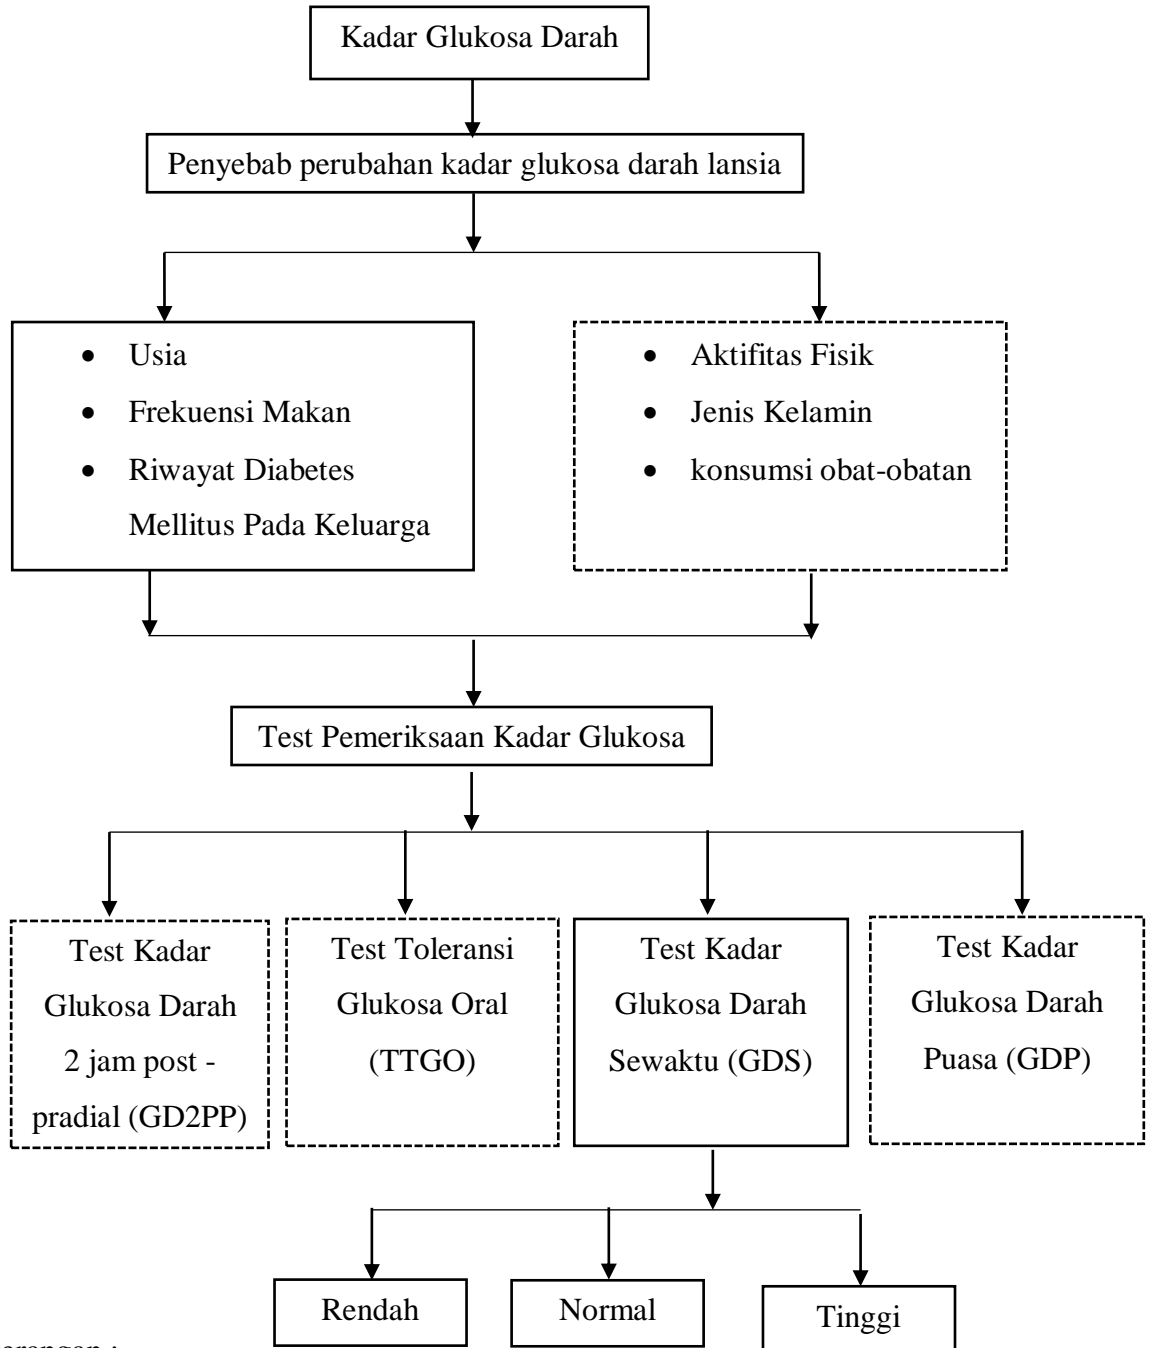 Kadar Glukosa Darah
Penyebab perubahan kadar glukosa darah lansia
• Usia
• Frekuensi Makan
• Riwayat Diabetes
Mellitus Pada Keluarga
• Aktifitas Fisik
• Jenis Kelamin
• konsumsi obat-obatan
Test Pemeriksaan Kadar Glukosa
Test Kadar
Glukosa Darah
2 jam post -
pradial (GD2PP)
Test Toleransi
Glukosa Oral
(TTGO)
Test Kadar
Glukosa Darah
Sewaktu (GDS)
Test Kadar
Glukosa Darah
Puasa (GDP)
Rendah
Normal
Tinggi